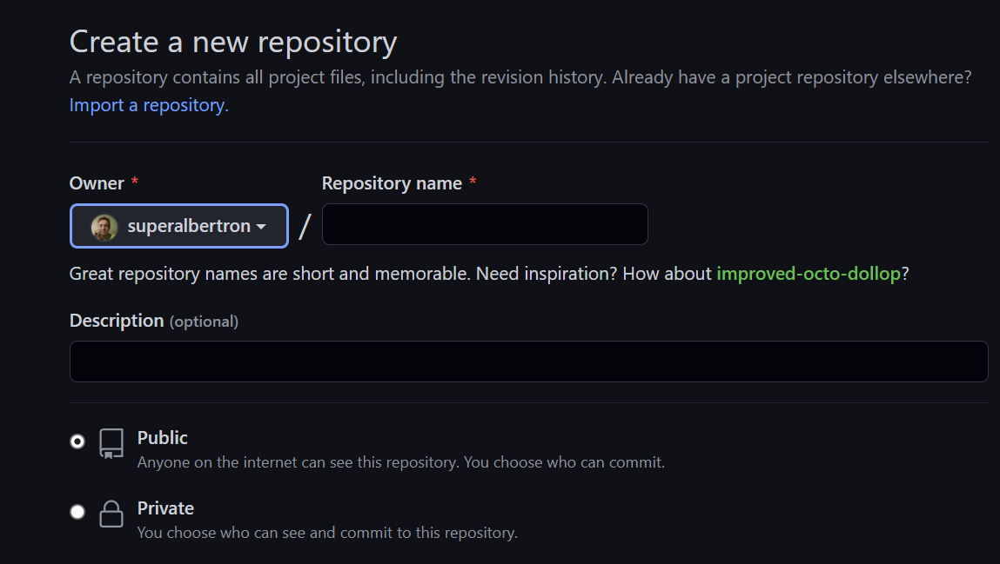 Create a new repository
A repository contains all project files, including the revision history. Already have a project repository elsewhere?
Import a repository.
Owner * Repository name *
superalbertron /
Great repository names are short and memorable. Need inspiration? How about improved-octo-dollop?
Description (optional)
Public
Anyone on the internet can see this repository. You choose who can commit.
Private
You choose who can see and commit to this repository.